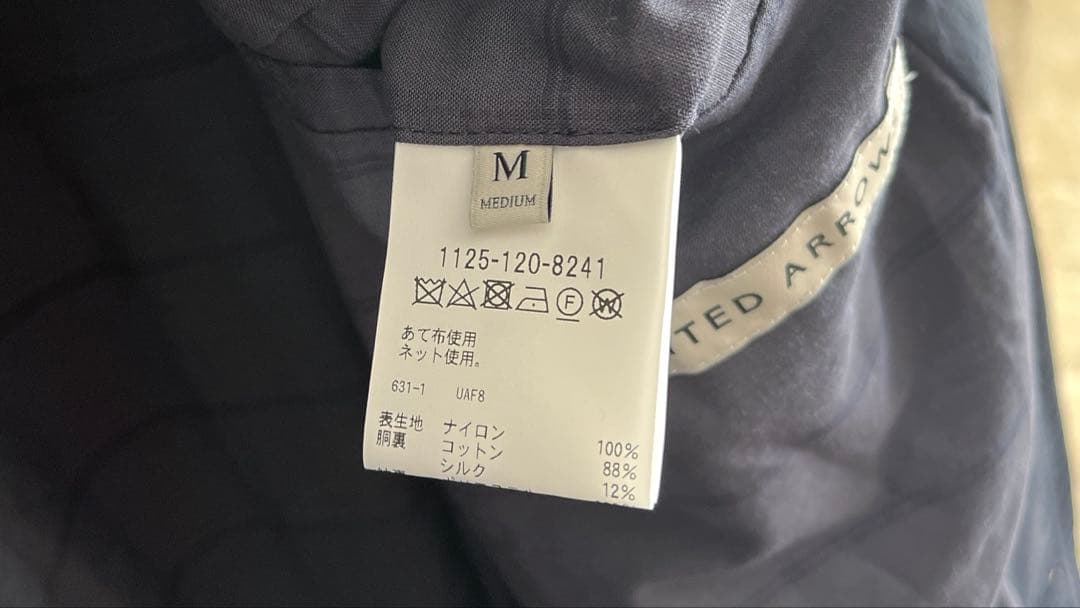 M
MEDIUM
1125-120-8241
F
W
あて布使用
ネット使用。
631-1 UAF8
表生地 ナイロン 100%
胴裏 コットン 88%
シルク 12%
ITED ARROW